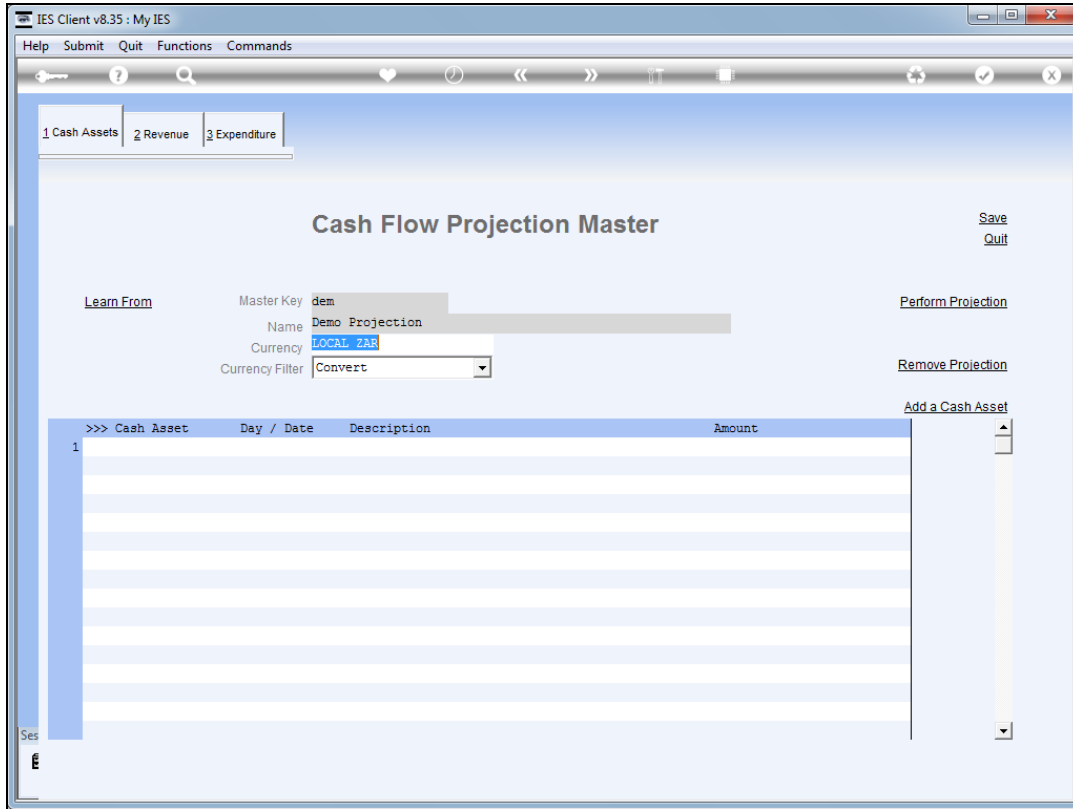 IES Client v8.35 : My IES
Help Submit Quit Functions Commands
1 Cash Assets 2 Revenue 3 Expenditure
Cash Flow Projection Master
Save
Quit
Learn From Master Key dem Perform Projection
Name Demo Projection
Currency LOCAL ZAR
Currency Filter Convert Remove Projection
Add a Cash Asset
>>> Cash Asset Day / Date Description Amount
1
Ses